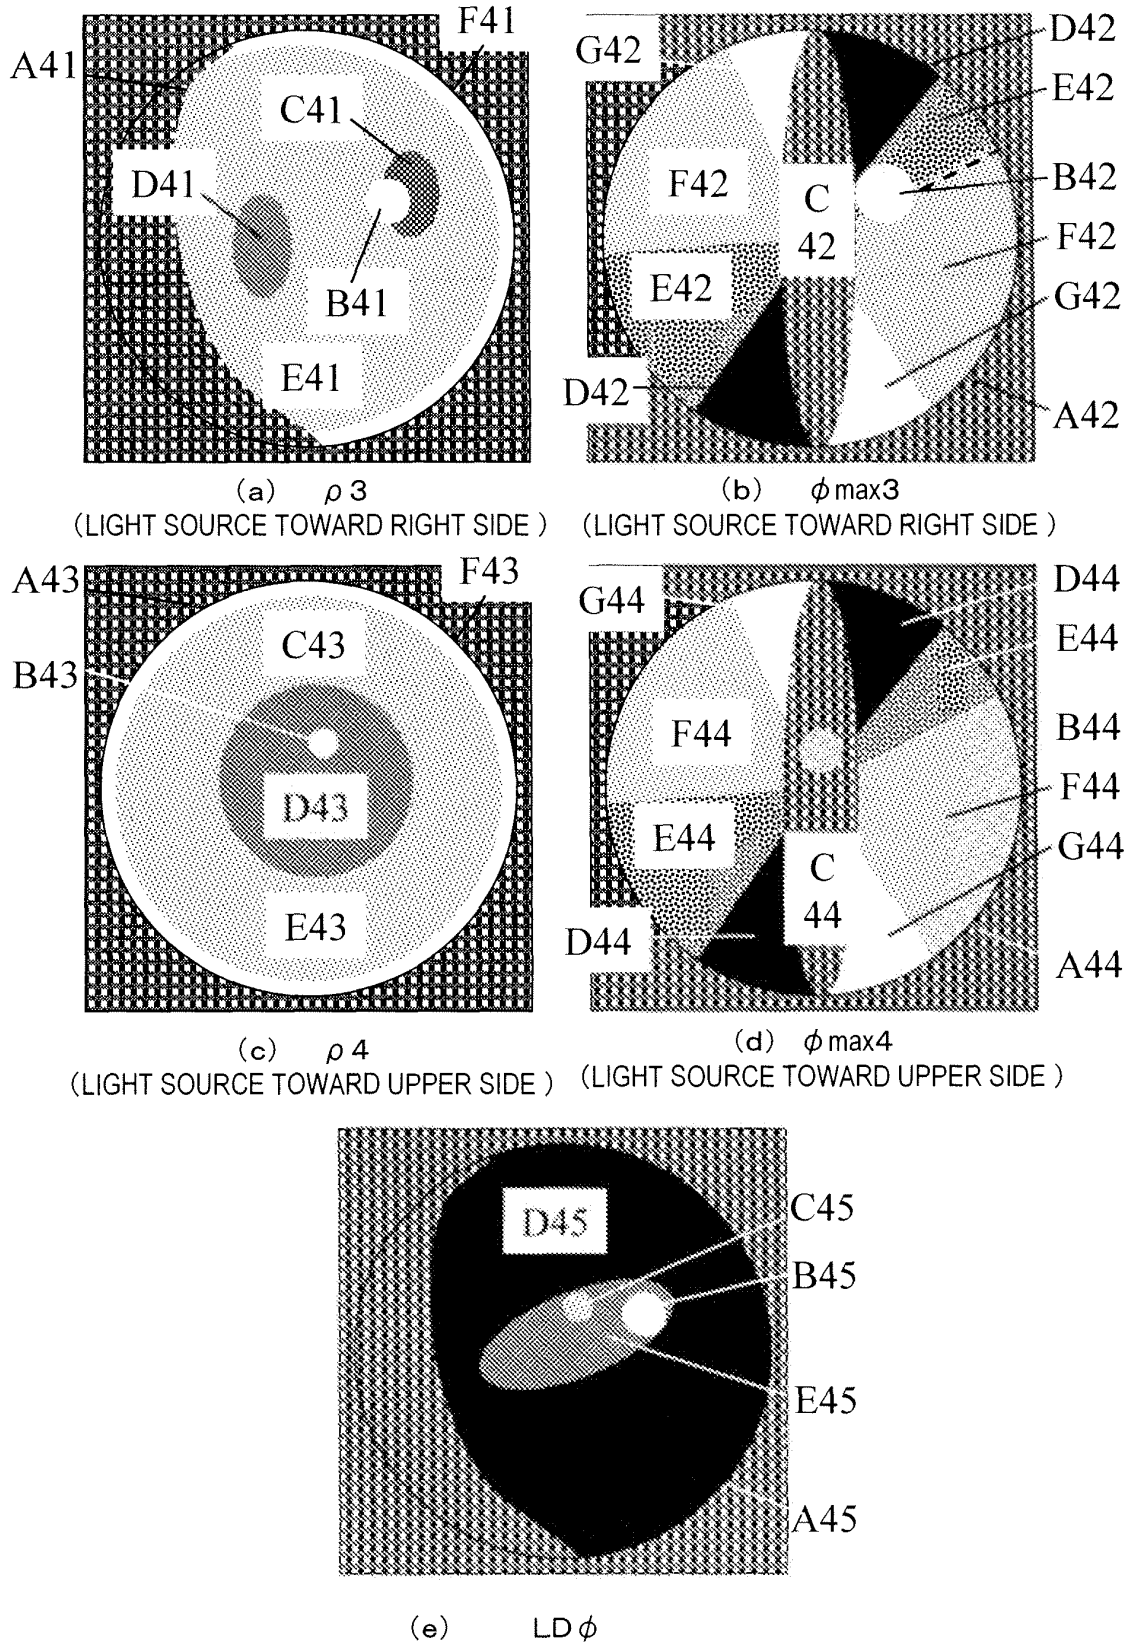 F41
A41
C41
D41
B41
E41
(a) ρ3
(LIGHT SOURCE TOWARD RIGHT SIDE )
D42
G42
E42
F42
B42
C
42
F42
E42
G42
D42
A42
(b) φmax3
(LIGHT SOURCE TOWARD RIGHT SIDE )
A43
F43
C43
B43
D43
E43
(c) ρ4
(LIGHT SOURCE TOWARD UPPER SIDE )
D44
G44
E44
F44
B44
F44
E44
G44
C
44
D44
A44
(d) φmax4
(LIGHT SOURCE TOWARD UPPER SIDE )
D45
C45
B45
E45
A45
(e) LDφ